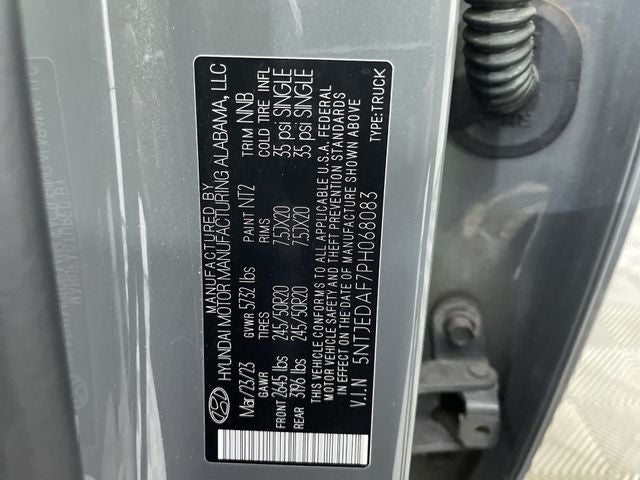 MANUFACTURED BY
HYUNDAI MOTOR MANUFACTURING ALABAMA, LLC
Mar/23/23 GVWR 5732 lbs PAINT NT2 TRIM NNB
GAWR TIRES RIMS COLD TIRE INFL
FRONT 2645 lbs 245/50R20 7.5JX20 35 psi SINGLE
REAR 3196 lbs 245/50R20 7.5JX20 35 psi SINGLE
THIS VEHICLE CONFORMS TO ALL APPLICABLE U.S.A. FEDERAL
MOTOR VEHICLE SAFETY AND THEFT PREVENTION STANDARDS
IN EFFECT ON THE DATE OF MANUFACTURE SHOWN ABOVE
V.I.N 5NTJEDAF7PH068083 TYPE:TRUCK